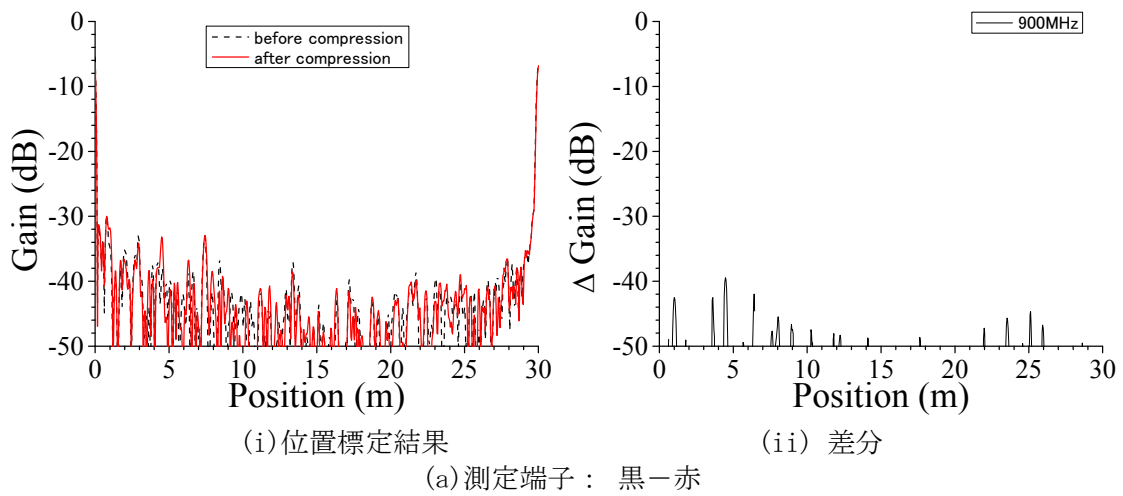 0
-10
-20
-30
-40
-50
Gain (dB)
before compression
after compression
0 5 10 15 20 25 30
Position (m)
(i)位置標定結果
0
-10
-20
-30
-40
-50
Δ Gain (dB)
900MHz
0 5 10 15 20 25 30
Position (m)
(ii) 差分
(a)測定端子： 黒－赤